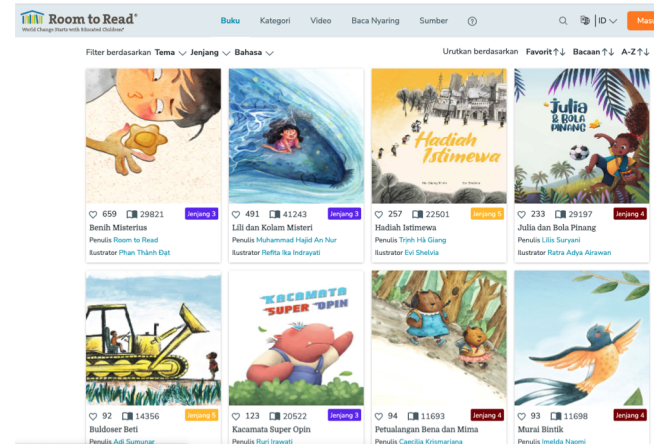 Room to Read®
World Change Starts with Educated Children.®
Buku Kategori Video Baca Nyaring Sumber ? ID Masu
Filter berdasarkan Tema Jenjang Bahasa
Urutkan berdasarkan Favorit↑↓ Bacaan↑↓ A-Z↑↓
Hadiah
Istimewa
Julia
& BOLA
PINANG
659 29821 Jenjang 3
Benih Misterius
Penulis Room to Read
Ilustrator Phan Thành Đạt
491 41243 Jenjang 3
Lili dan Kolam Misteri
Penulis Muhammad Hajid An Nur
Ilustrator Refita Ika Indrayati
257 22501 Jenjang 5
Hadiah Istimewa
Penulis Trịnh Hà Giang
Ilustrator Evi Shelvia
233 29197 Jenjang 4
Julia dan Bola Pinang
Penulis Lilis Suryani
Ilustrator Ratra Adya Airawan
KACAMATA
SUPER OPIN
92 14356 Jenjang 5
Buldoser Beti
Penulis Adi Sumunar
123 20522 Jenjang 3
Kacamata Super Opin
Penulis Ruri Irawati
94 11693 Jenjang 4
Petualangan Bena dan Mima
Penulis Caecilia Krismariana
93 11698 Jenjang 4
Murai Bintik
Penulis Imelda Naomi